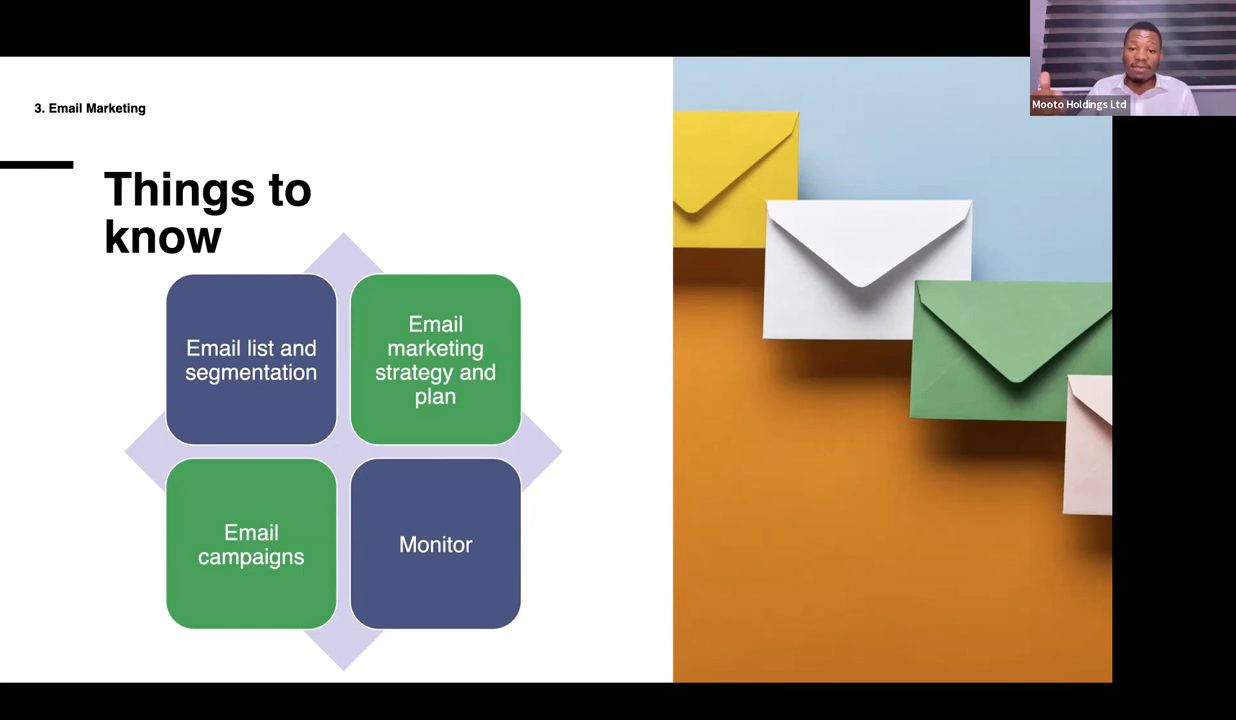 3. Email Marketing
Things to
know
Email list and
segmentation
Email
marketing
strategy and
plan
Email
campaigns
Monitor
Mooto Holdings Ltd